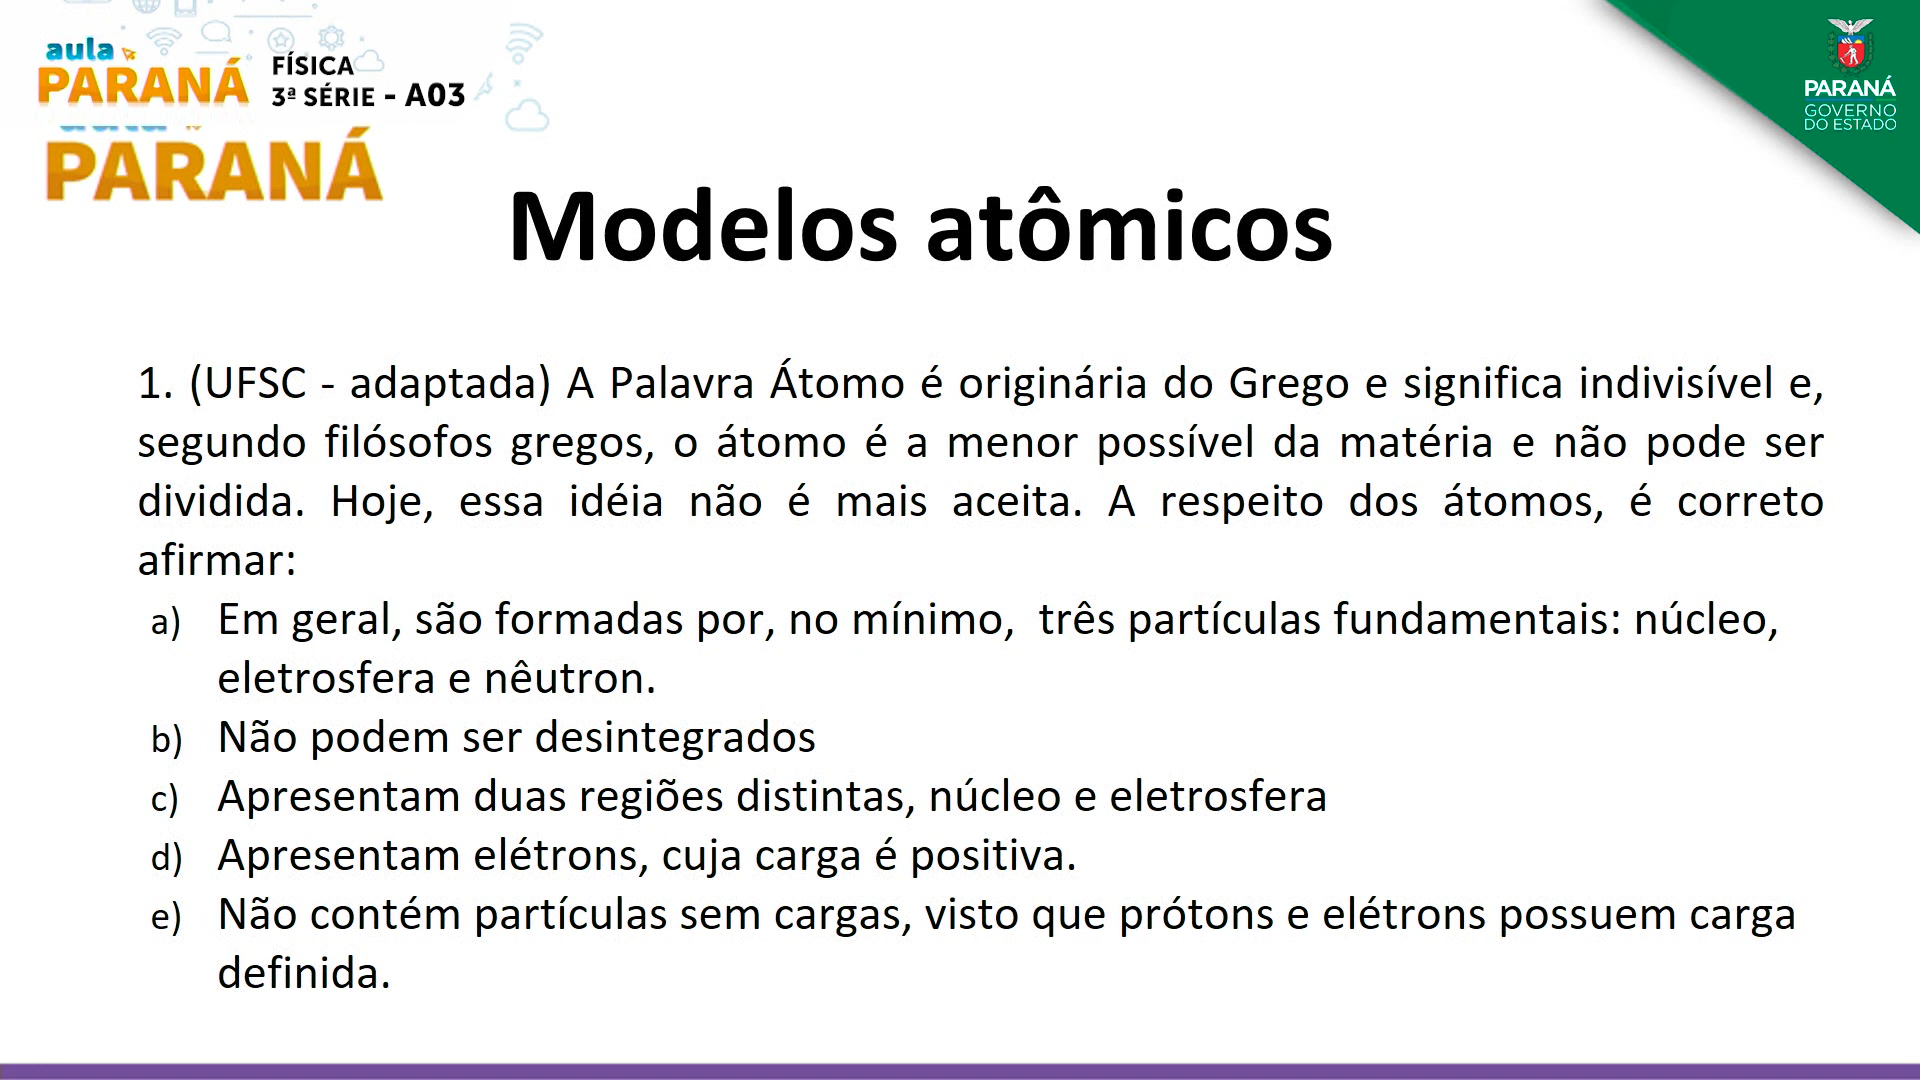 aula
PARANÁ
FÍSICA
3ª SÉRIE - A03
PARANÁ
GOVERNO
DO ESTADO
aula
PARANÁ
Modelos atômicos
1. (UFSC - adaptada) A Palavra Átomo é originária do Grego e significa indivisível e,
segundo filósofos gregos, o átomo é a menor possível da matéria e não pode ser
dividida. Hoje, essa idéia não é mais aceita. A respeito dos átomos, é correto
afirmar:
a) Em geral, são formadas por, no mínimo,  três partículas fundamentais: núcleo,
eletrosfera e nêutron.
b) Não podem ser desintegrados
c) Apresentam duas regiões distintas, núcleo e eletrosfera
d) Apresentam elétrons, cuja carga é positiva.
e) Não contém partículas sem cargas, visto que prótons e elétrons possuem carga
definida.